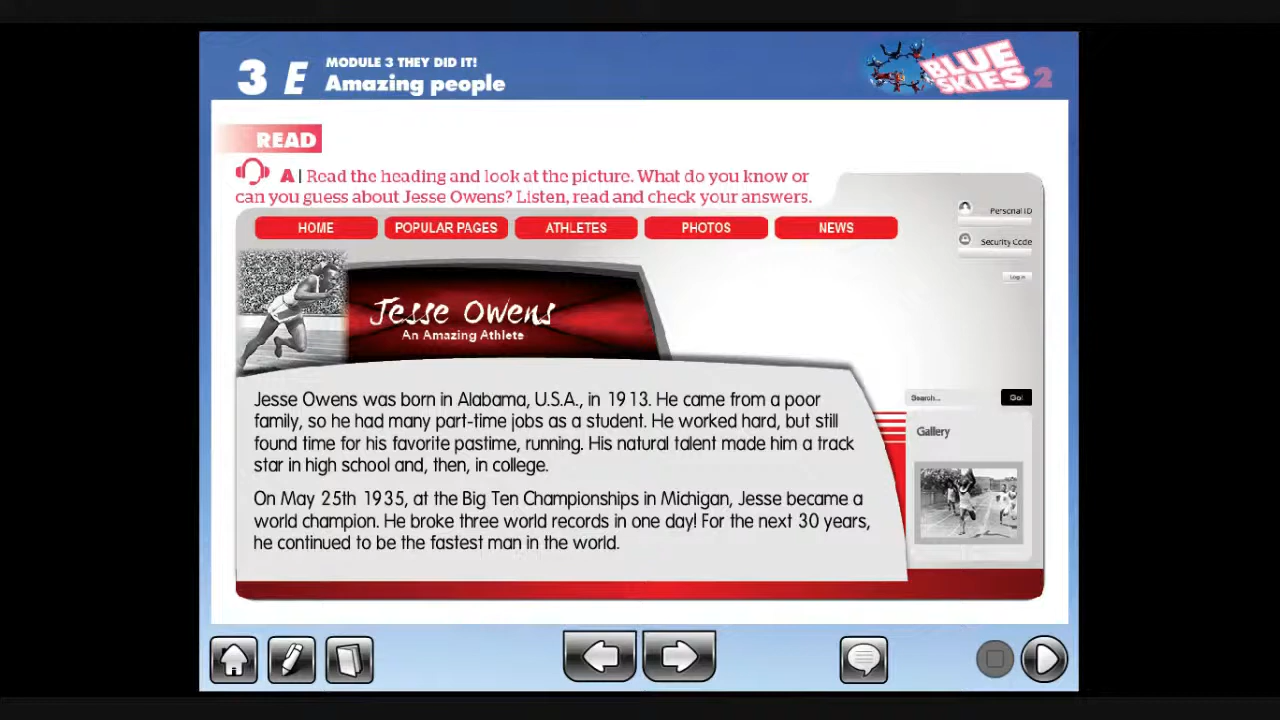 3 E
MODULE 3 THEY DID IT!
Amazing people
BLUE
SKIES 2
READ
A | Read the heading and look at the picture. What do you know or
can you guess about Jesse Owens? Listen, read and check your answers.
HOME
POPULAR PAGES
ATHLETES
PHOTOS
NEWS
Personal ID
Security Code
Log in
Jesse Owens
An Amazing Athlete
Jesse Owens was born in Alabama, U.S.A., in 1913. He came from a poor
family, so he had many part-time jobs as a student. He worked hard, but still
found time for his favorite pastime, running. His natural talent made him a track
star in high school and, then, in college.
On May 25th 1935, at the Big Ten Championships in Michigan, Jesse became a
world champion. He broke three world records in one day! For the next 30 years,
he continued to be the fastest man in the world.
Search...
Go!
Gallery